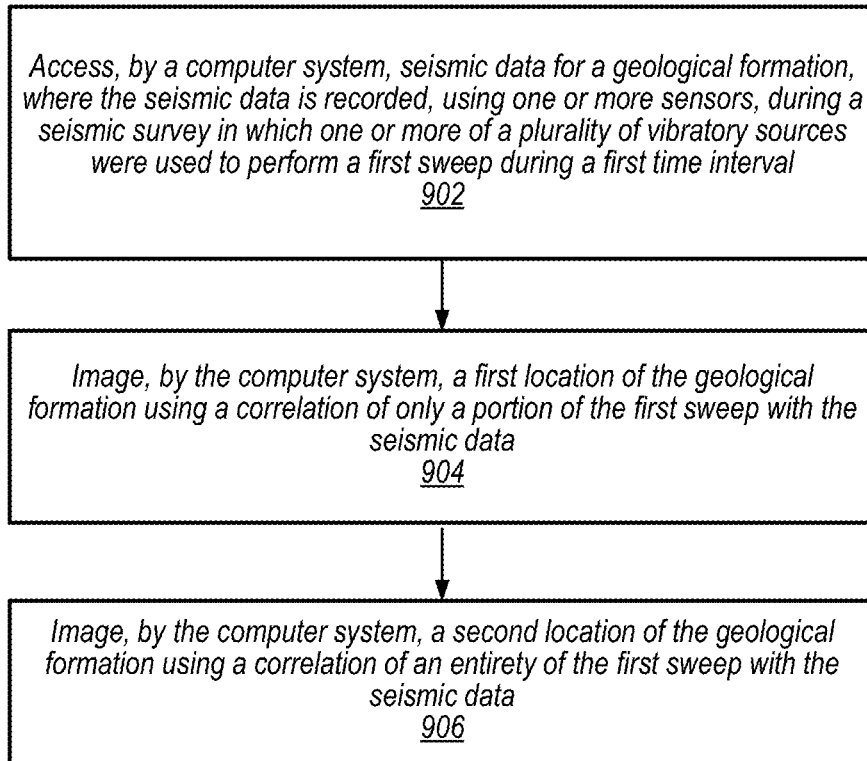 Access, by a computer system, seismic data for a geological formation,
where the seismic data is recorded, using one or more sensors, during a
seismic survey in which one or more of a plurality of vibratory sources
were used to perform a first sweep during a first time interval
902
Image, by the computer system, a first location of the geological
formation using a correlation of only a portion of the first sweep with the
seismic data
904
Image, by the computer system, a second location of the geological
formation using a correlation of an entirety of the first sweep with the
seismic data
906